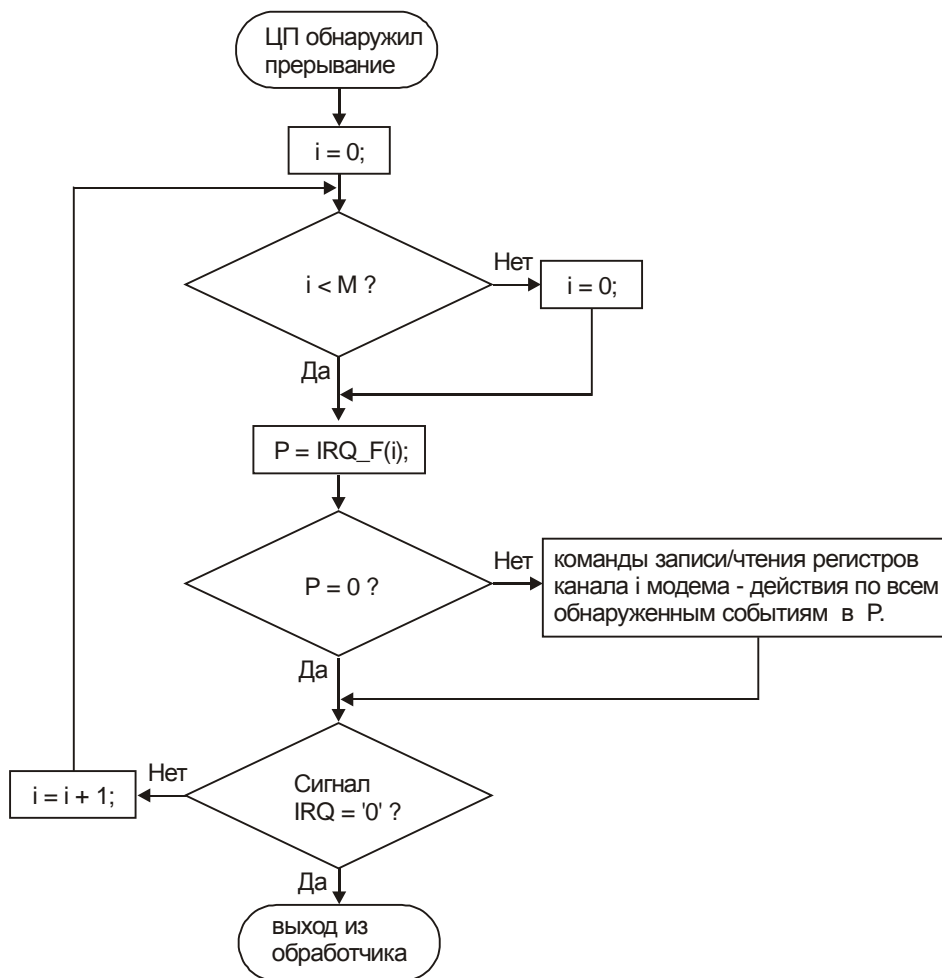 ЦП обнаружил
прерывание
i = 0;
i < M ?
Нет
i = 0;
Да
P = IRQ_F(i);
P = 0 ?
Нет
команды записи/чтения регистров
канала i модема - действия по всем
обнаруженным событиям в P.
Да
Сигнал
IRQ = '0' ?
Нет
i = i + 1;
Да
выход из
обработчика